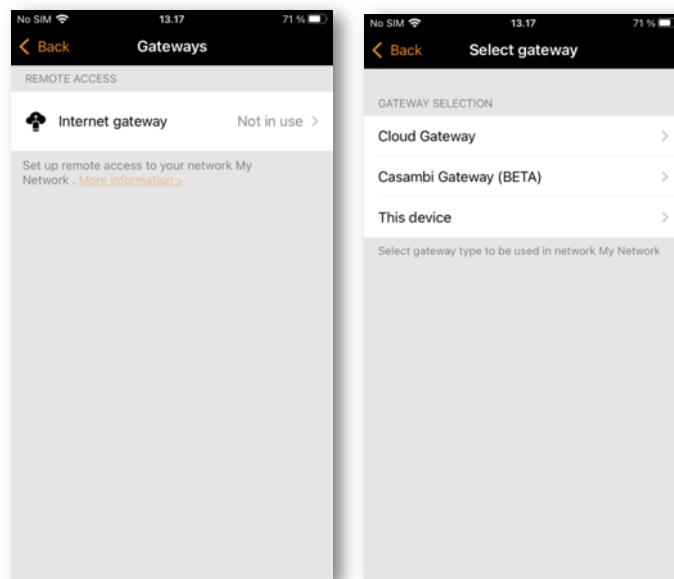 No SIM 13.17 71 %
Back Gateways
REMOTE ACCESS
Internet gateway Not in use
Set up remote access to your network My
Network . More information >
No SIM 13.17 71 %
Back Select gateway
GATEWAY SELECTION
Cloud Gateway
Casambi Gateway (BETA)
This device
Select gateway type to be used in network My Network